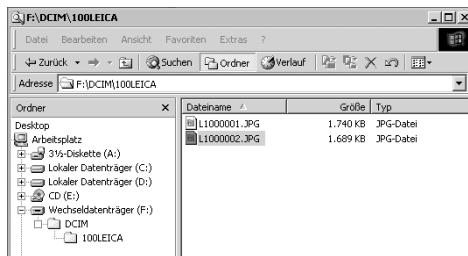 F:\DCIM\100LEICA
Datei Bearbeiten Ansicht Favoriten Extras ?
Zurück Suchen Ordner Verlauf
Adresse F:\DCIM\100LEICA
Ordner x Dateiname Größe Typ
Desktop
Arbeitsplatz
3½-Diskette (A:)
Lokaler Datenträger (C:)
Lokaler Datenträger (D:)
CD (E:)
Wechseldatenträger (F:)
DCIM
100LEICA
L1000001.JPG 1.740 KB JPG-Datei
L1000002.JPG 1.689 KB JPG-Datei